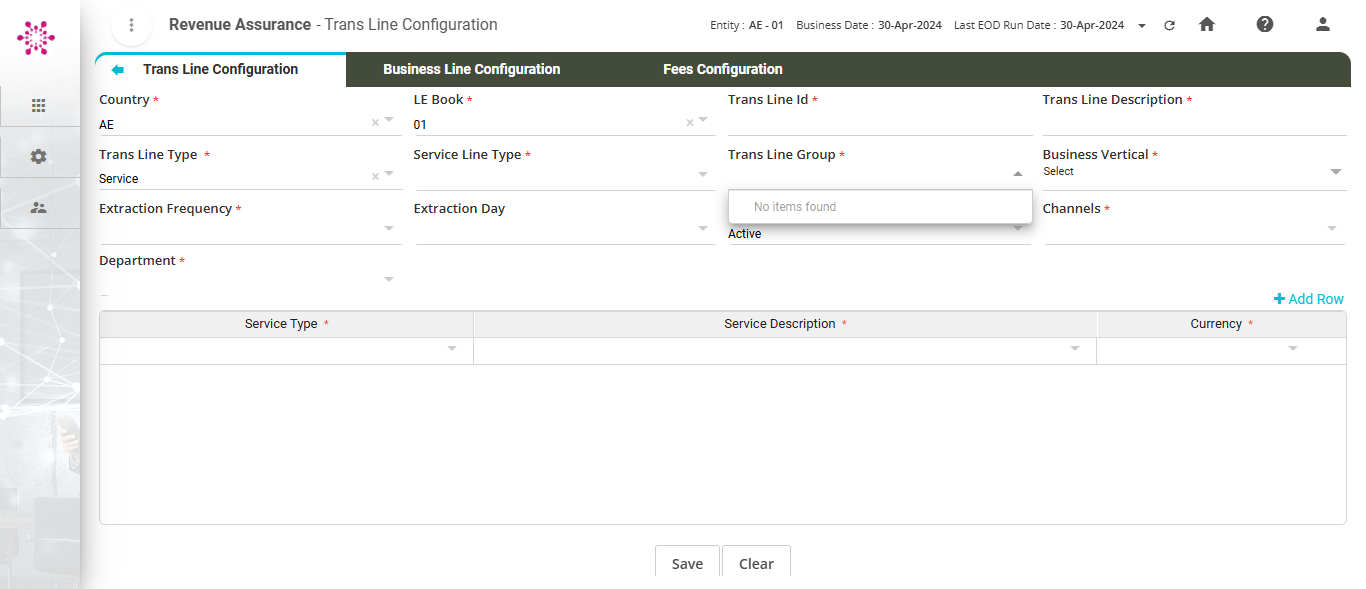 Revenue Assurance - Trans Line Configuration
Entity : AE - 01 Business Date : 30-Apr-2024 Last EOD Run Date : 30-Apr-2024
Trans Line Configuration Business Line Configuration Fees Configuration
Country * LE Book * Trans Line Id * Trans Line Description *
AE × 01 ×
Trans Line Type * Service Line Type * Trans Line Group * Business Vertical *
Service × Select
Extraction Frequency * Extraction Day No items found Channels *
Active
Department *
+ Add Row
Service Type * Service Description * Currency *
Save Clear